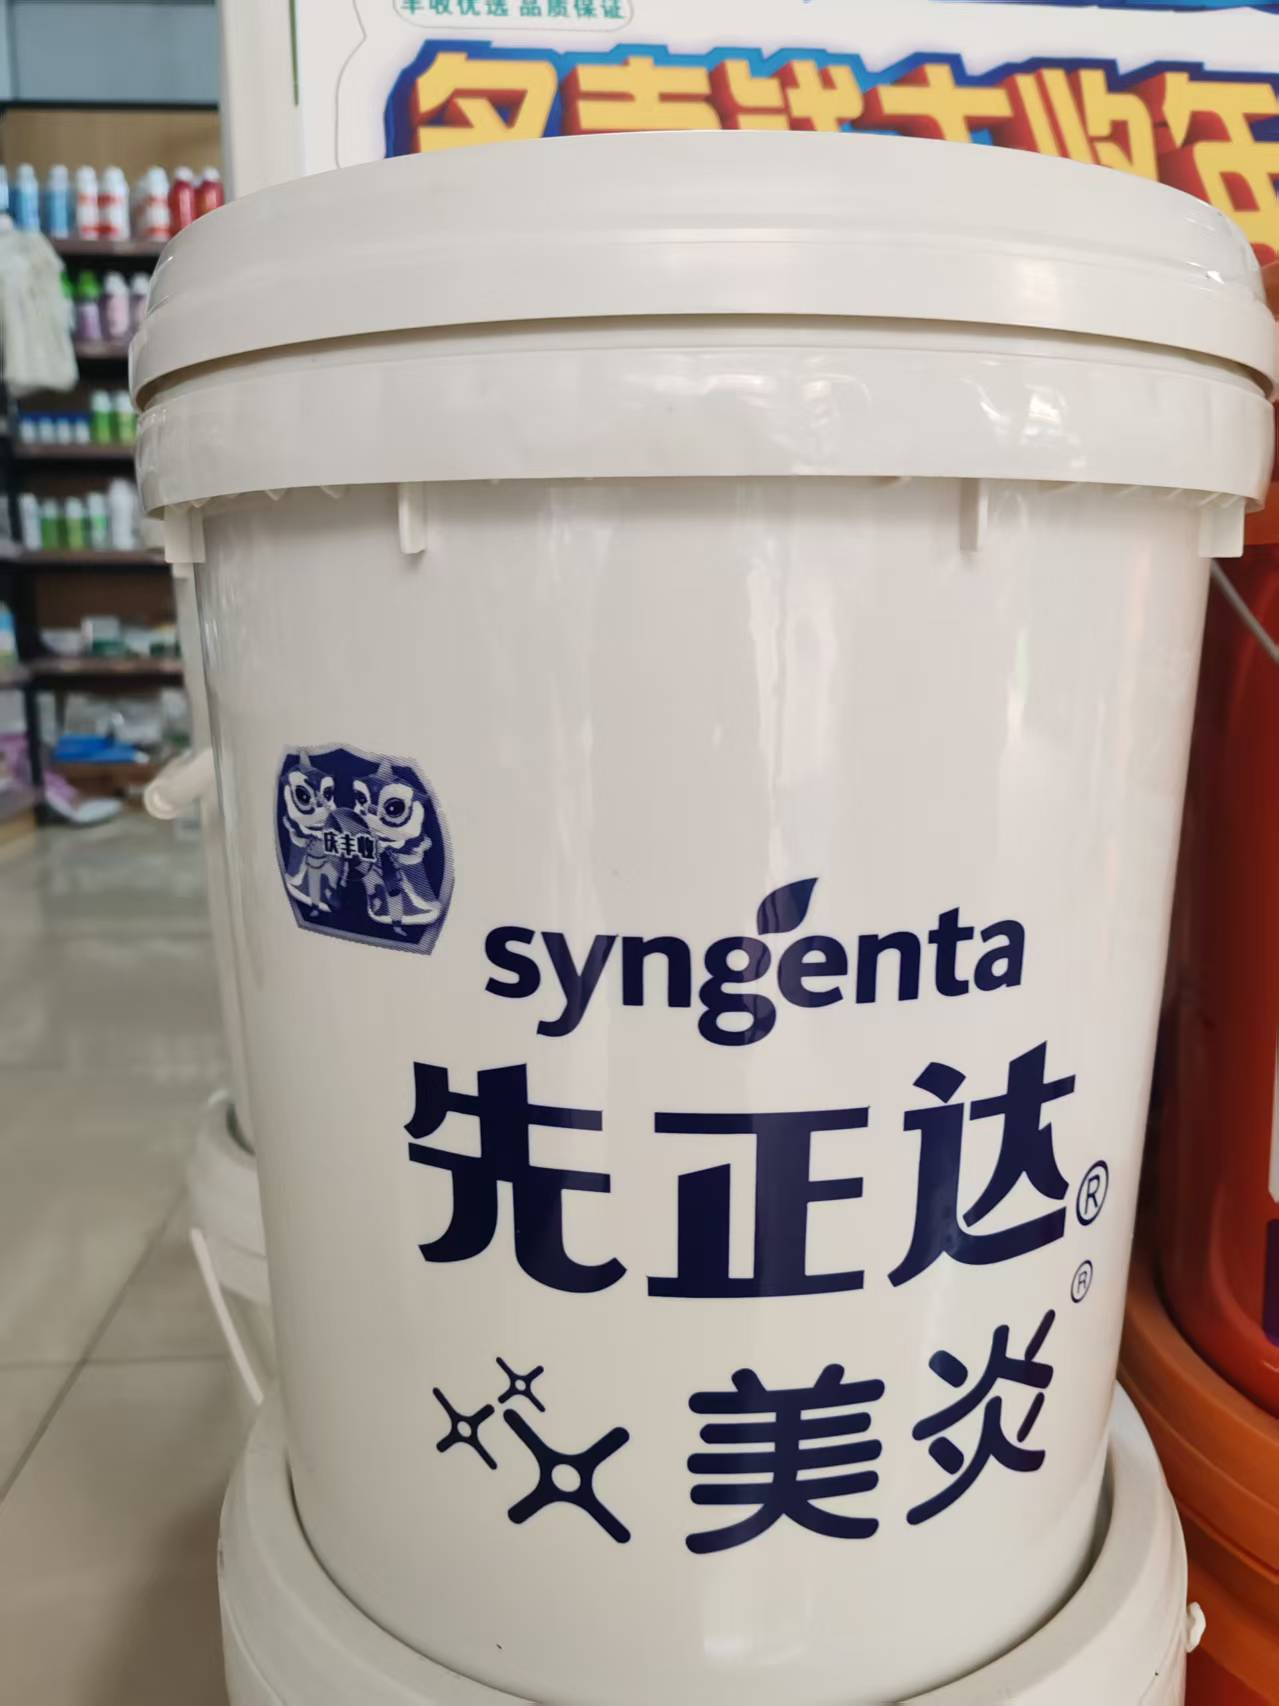 丰收优选 品质保证
庆丰收
syngenta
先正达®
®
美炎